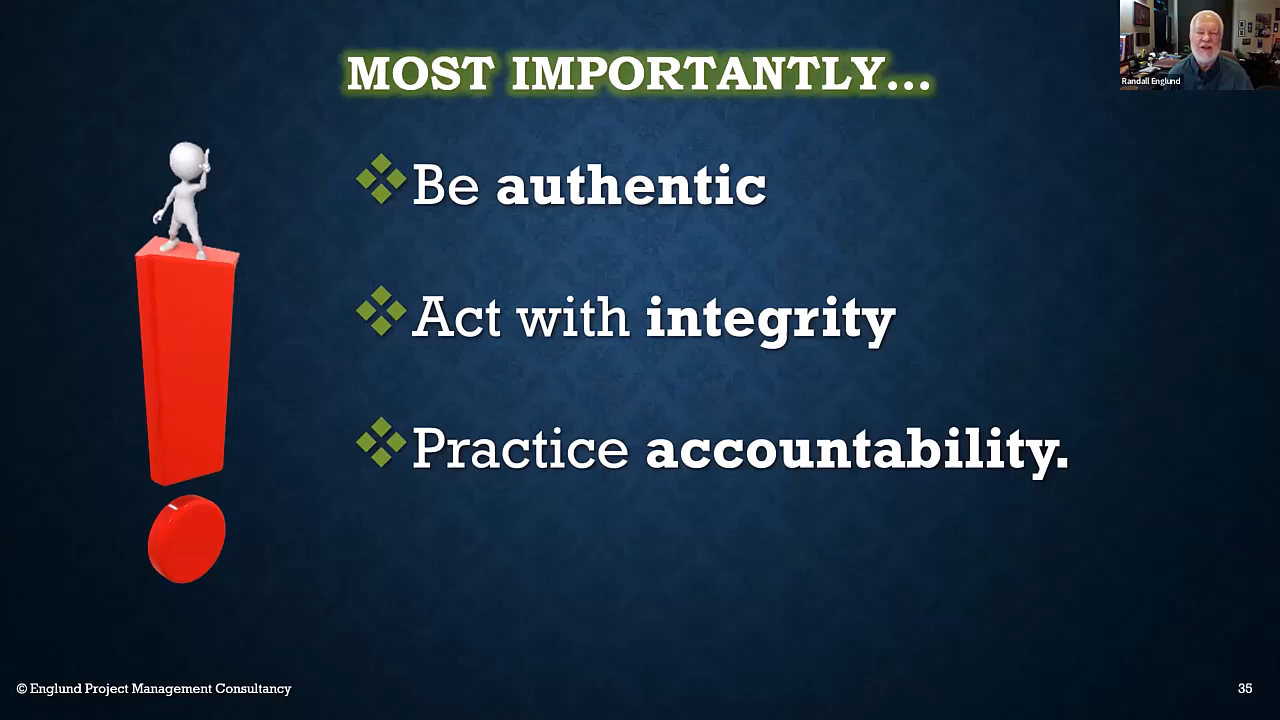 MOST IMPORTANTLY...
Randall Englund
Be authentic
Act with integrity
Practice accountability.
© Englund Project Management Consultancy
35